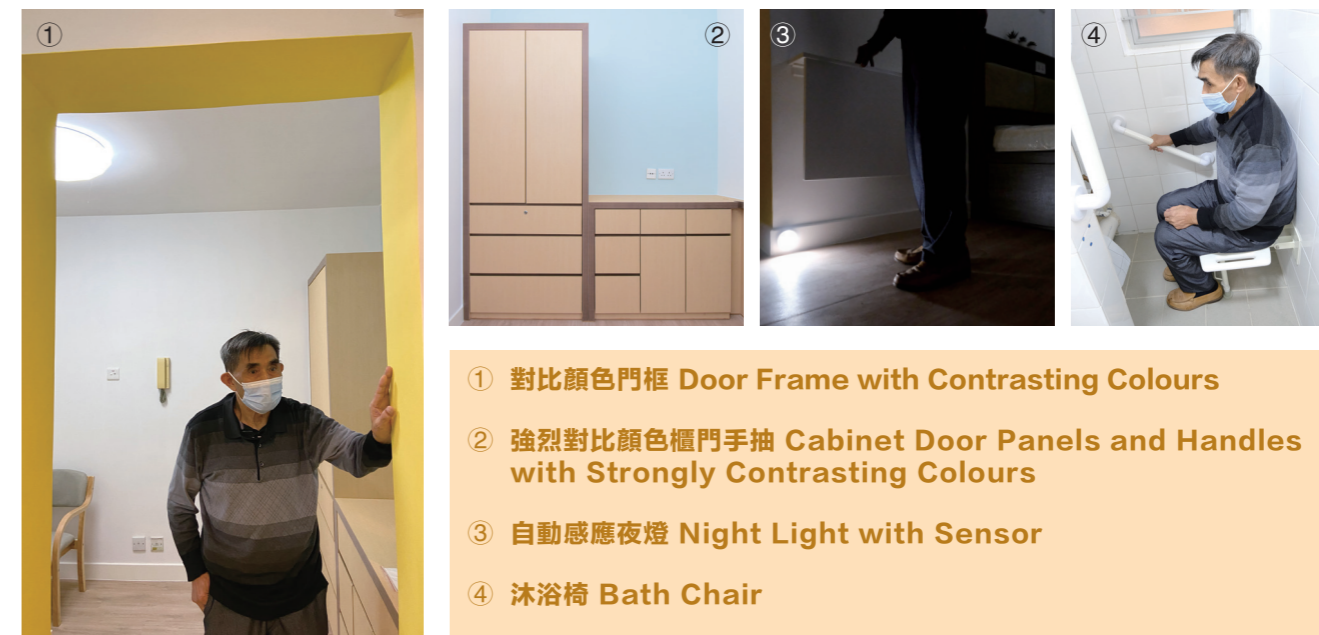 ①
②
③
④
① 對比顏色門框 Door Frame with Contrasting Colours
② 強烈對比顏色櫃門手抽 Cabinet Door Panels and Handles
with Strongly Contrasting Colours
③ 自動感應夜燈 Night Light with Sensor
④ 沐浴椅 Bath Chair